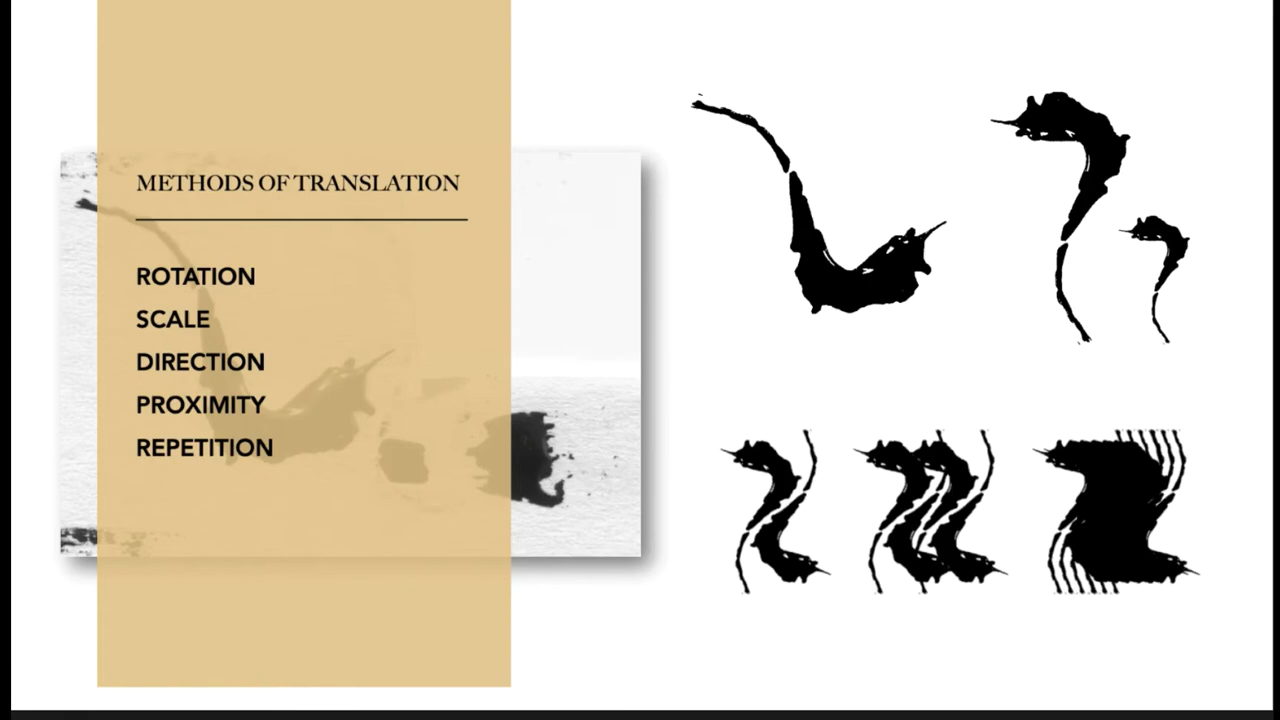 METHODS OF TRANSLATION
ROTATION
SCALE
DIRECTION
PROXIMITY
REPETITION